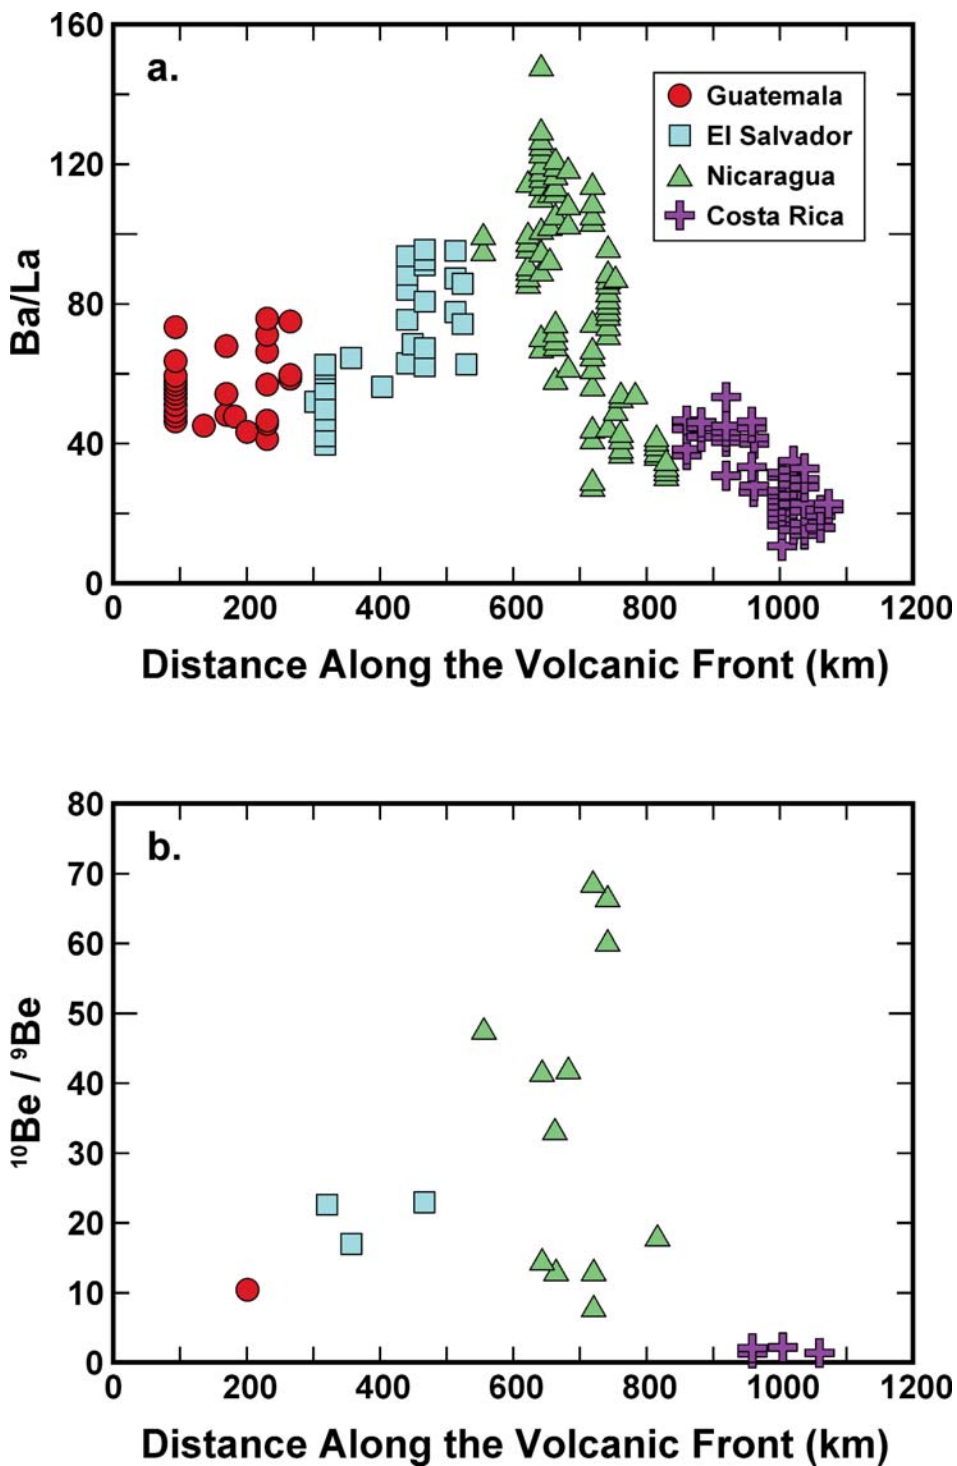 160
a.
Guatemala
El Salvador
120
Nicaragua
Costa Rica
Ba/La
80
40
0
0 200 400 600 800 1000 1200
Distance Along the Volcanic Front (km)
80
b.
70
60
50
¹⁰Be / ⁹Be
40
30
20
10
0
0 200 400 600 800 1000 1200
Distance Along the Volcanic Front (km)